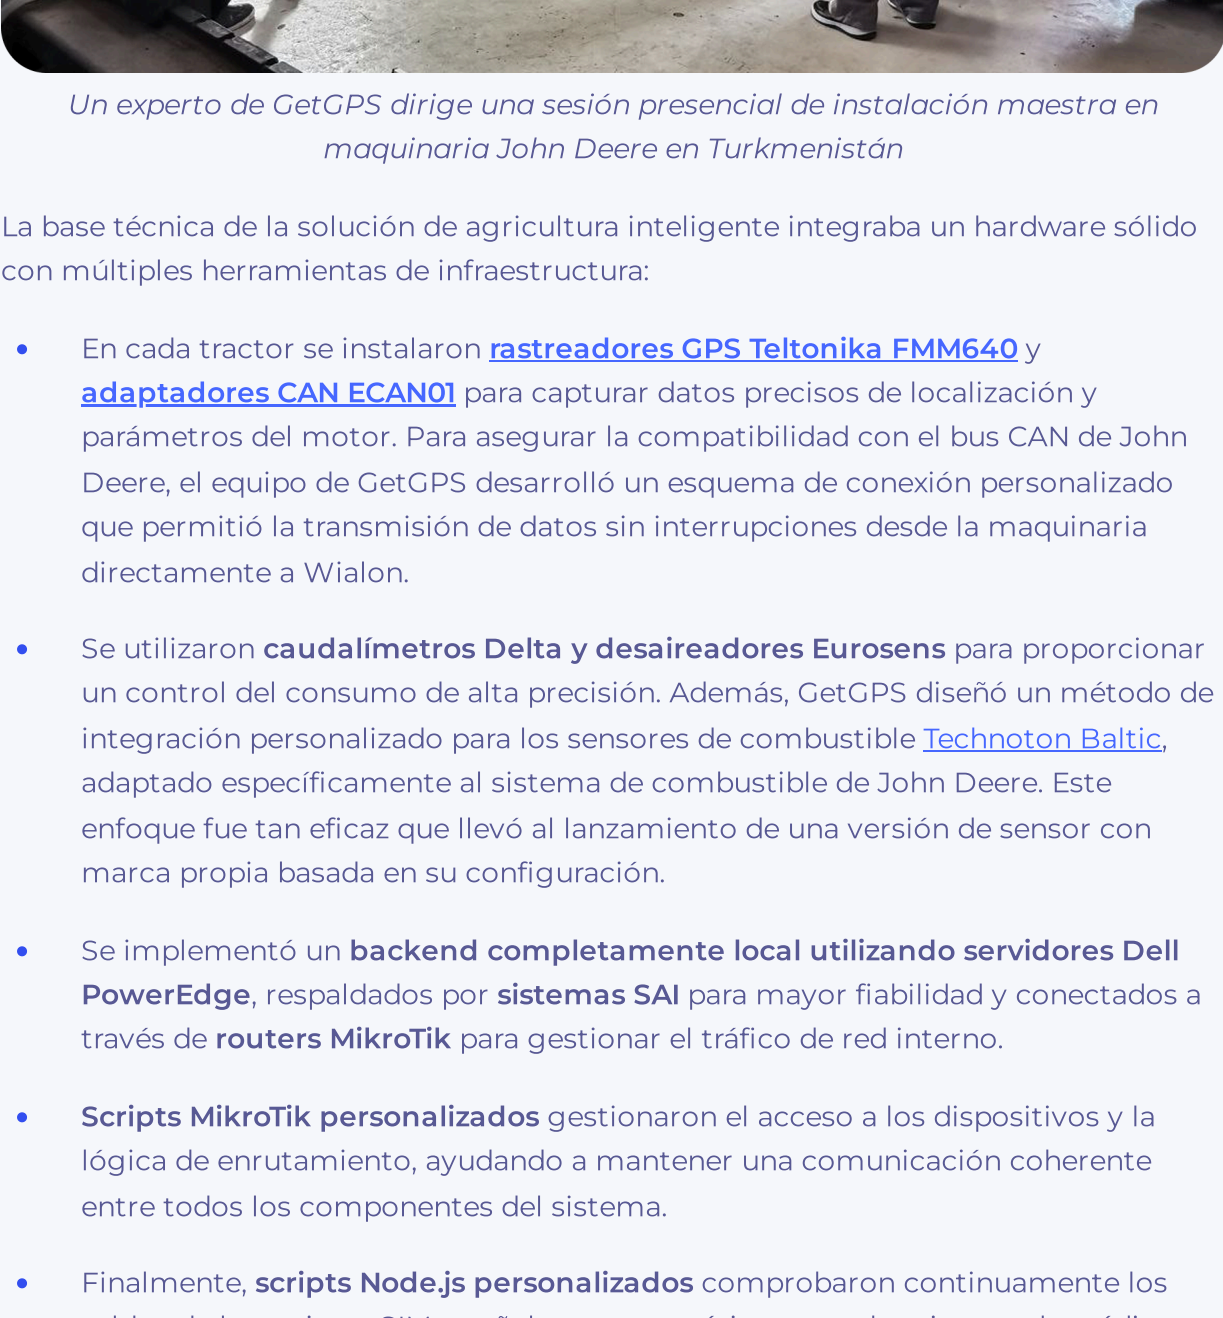 Un experto de GetGPS dirige una sesión presencial de instalación maestra en
maquinaria John Deere en Turkmenistán
La base técnica de la solución de agricultura inteligente integraba un hardware sólido
con múltiples herramientas de infraestructura:
En cada tractor se instalaron rastreadores GPS Teltonika FMM640 y
adaptadores CAN ECAN01 para capturar datos precisos de localización y
parámetros del motor. Para asegurar la compatibilidad con el bus CAN de John
Deere, el equipo de GetGPS desarrolló un esquema de conexión personalizado
que permitió la transmisión de datos sin interrupciones desde la maquinaria
directamente a Wialon.
Se utilizaron caudalímetros Delta y desaireadores Eurosens para proporcionar
un control del consumo de alta precisión. Además, GetGPS diseñó un método de
integración personalizado para los sensores de combustible Technoton Baltic,
adaptado específicamente al sistema de combustible de John Deere. Este
enfoque fue tan eficaz que llevó al lanzamiento de una versión de sensor con
marca propia basada en su configuración.
Se implementó un backend completamente local utilizando servidores Dell
PowerEdge, respaldados por sistemas SAI para mayor fiabilidad y conectados a
través de routers MikroTik para gestionar el tráfico de red interno.
Scripts MikroTik personalizados gestionaron el acceso a los dispositivos y la
lógica de enrutamiento, ayudando a mantener una comunicación coherente
entre todos los componentes del sistema.
Finalmente, scripts Node.js personalizados comprobaron continuamente los